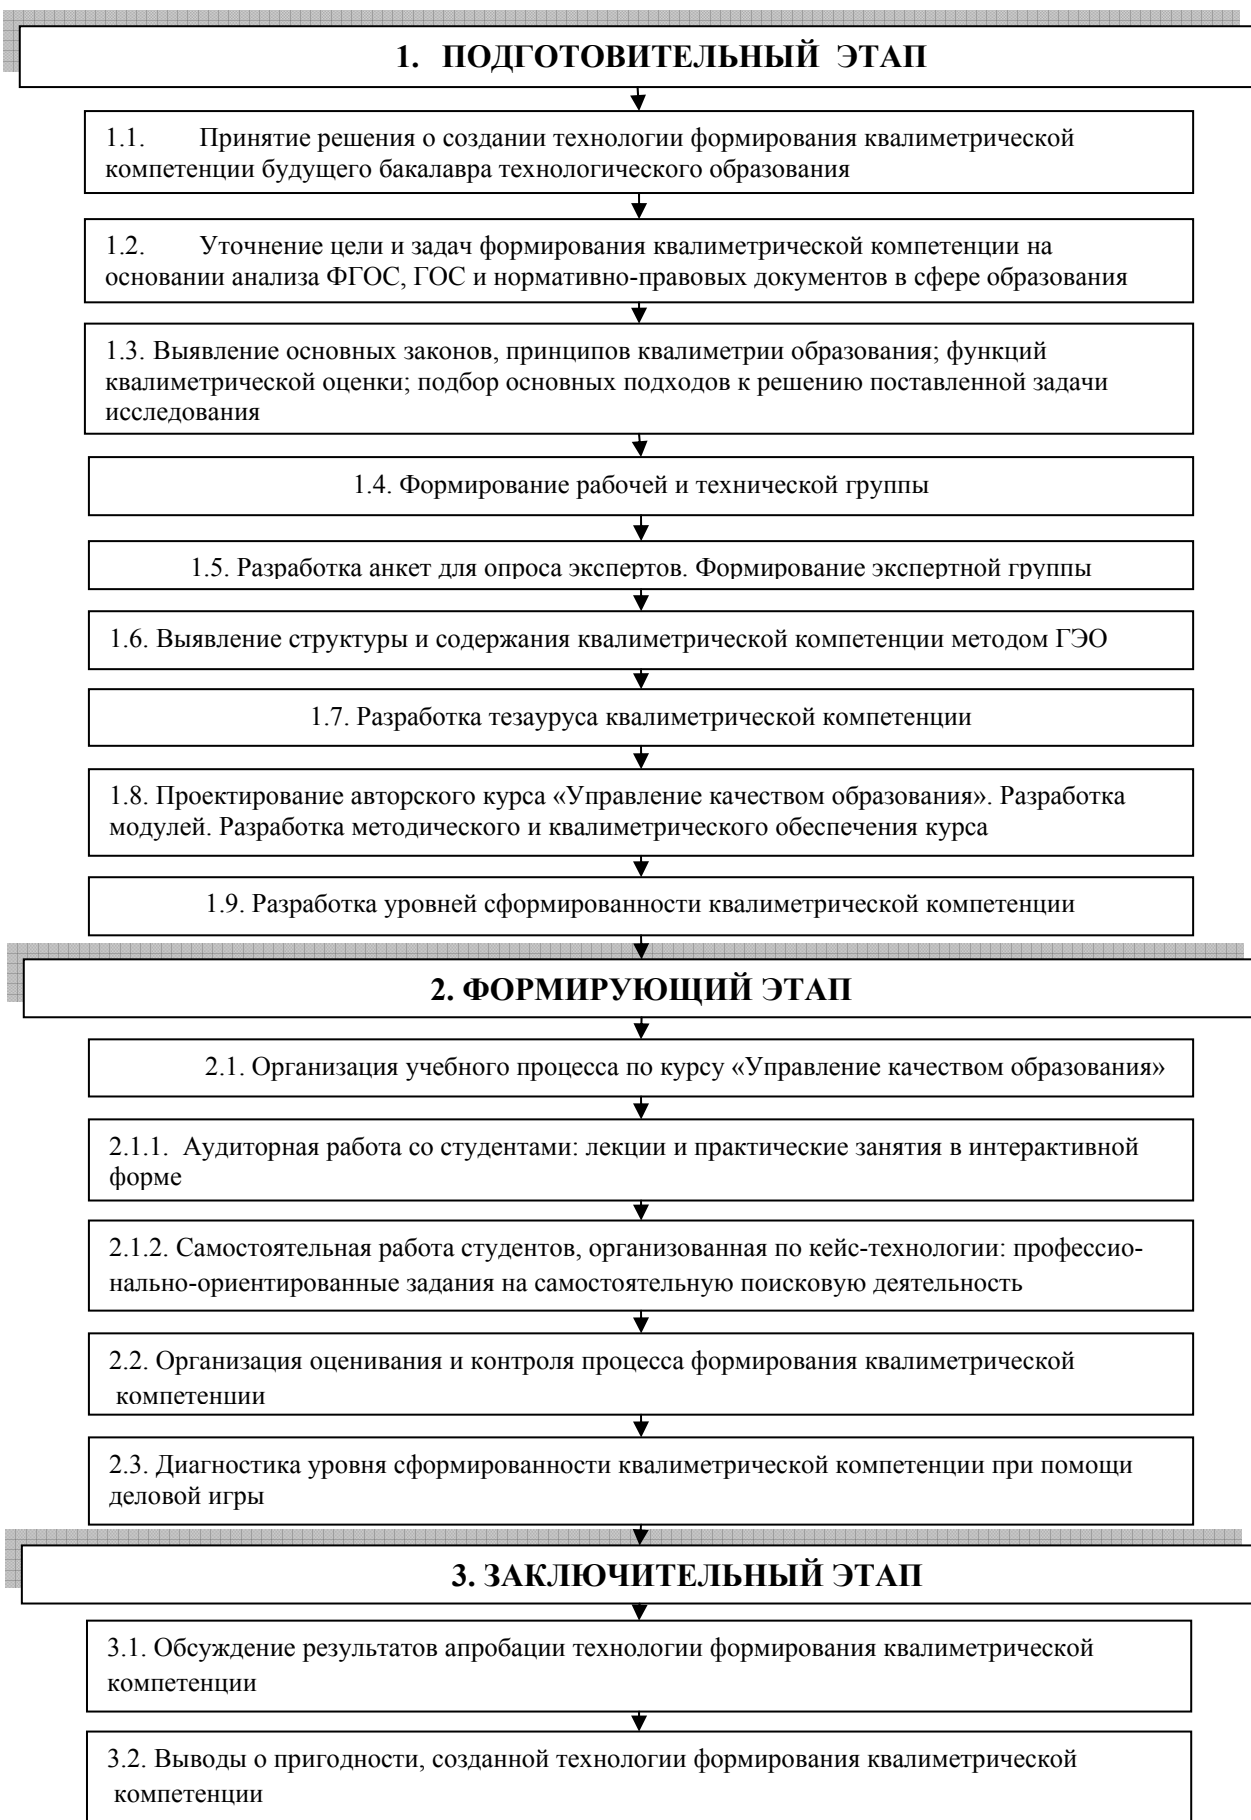 1. ПОДГОТОВИТЕЛЬНЫЙ ЭТАП
1.1. Принятие решения о создании технологии формирования квалиметрической
компетенции будущего бакалавра технологического образования
1.2. Уточнение цели и задач формирования квалиметрической компетенции на
основании анализа ФГОС, ГОС и нормативно-правовых документов в сфере образования
1.3. Выявление основных законов, принципов квалиметрии образования; функций
квалиметрической оценки; подбор основных подходов к решению поставленной задачи
исследования
1.4. Формирование рабочей и технической группы
1.5. Разработка анкет для опроса экспертов. Формирование экспертной группы
1.6. Выявление структуры и содержания квалиметрической компетенции методом ГЭО
1.7. Разработка тезауруса квалиметрической компетенции
1.8. Проектирование авторского курса «Управление качеством образования». Разработка
модулей. Разработка методического и квалиметрического обеспечения курса
1.9. Разработка уровней сформированности квалиметрической компетенции
2. ФОРМИРУЮЩИЙ ЭТАП
2.1. Организация учебного процесса по курсу «Управление качеством образования»
2.1.1. Аудиторная работа со студентами: лекции и практические занятия в интерактивной
форме
2.1.2. Самостоятельная работа студентов, организованная по кейс-технологии: профессио-
нально-ориентированные задания на самостоятельную поисковую деятельность
2.2. Организация оценивания и контроля процесса формирования квалиметрической
компетенции
2.3. Диагностика уровня сформированности квалиметрической компетенции при помощи
деловой игры
3. ЗАКЛЮЧИТЕЛЬНЫЙ ЭТАП
3.1. Обсуждение результатов апробации технологии формирования квалиметрической
компетенции
3.2. Выводы о пригодности, созданной технологии формирования квалиметрической
компетенции